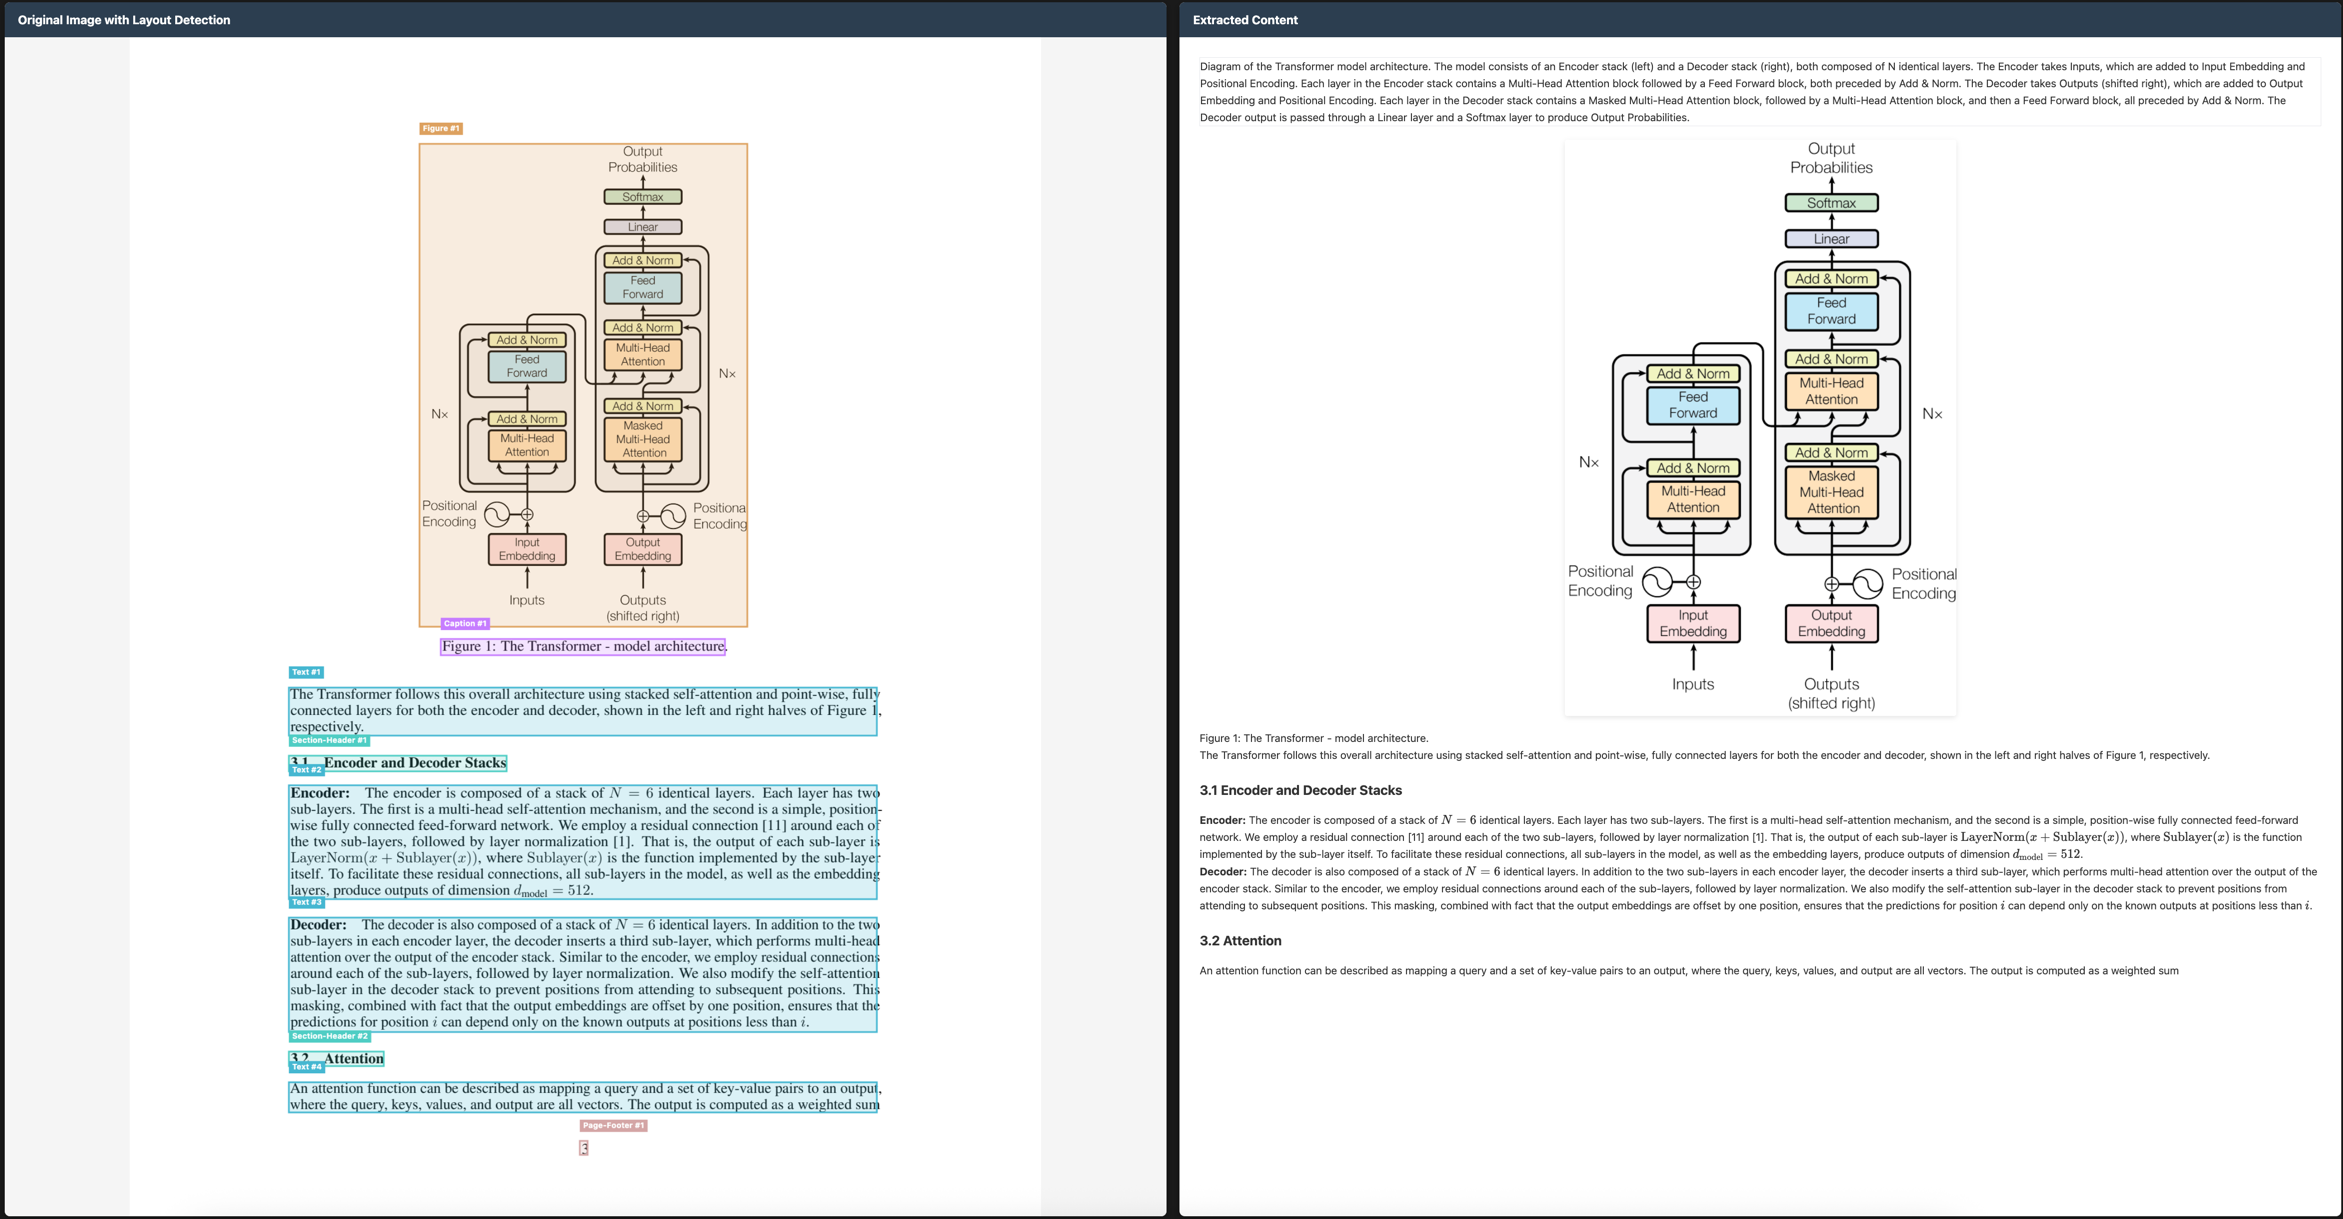 Original Image with Layout Detection
Figure #1
Output
Probabilities
Softmax
Linear
Add & Norm
Feed
Forward
Add & Norm
Multi-Head
Attention
Add & Norm
Masked
Multi-Head
Attention
Nx
Add & Norm
Feed
Forward
Add & Norm
Multi-Head
Attention
Nx
Positional
Encoding
Positional
Encoding
Input
Embedding
Output
Embedding
Inputs
Outputs
(shifted right)
Caption #1
Figure 1: The Transformer - model architecture.
Text #1
The Transformer follows this overall architecture using stacked self-attention and point-wise, fully
connected layers for both the encoder and decoder, shown in the left and right halves of Figure 1,
respectively.
Section-Header #1
3.1 Encoder and Decoder Stacks
Text #2
Encoder: The encoder is composed of a stack of N = 6 identical layers. Each layer has two
sub-layers. The first is a multi-head self-attention mechanism, and the second is a simple, position-
wise fully connected feed-forward network. We employ a residual connection [11] around each of
the two sub-layers, followed by layer normalization [1]. That is, the output of each sub-layer is
LayerNorm(x + Sublayer(x)), where Sublayer(x) is the function implemented by the sub-layer
itself. To facilitate these residual connections, all sub-layers in the model, as well as the embedding
layers, produce outputs of dimension d_model = 512.
Text #3
Decoder: The decoder is also composed of a stack of N = 6 identical layers. In addition to the two
sub-layers in each encoder layer, the decoder inserts a third sub-layer, which performs multi-head
attention over the output of the encoder stack. Similar to the encoder, we employ residual connections
around each of the sub-layers, followed by layer normalization. We also modify the self-attention
sub-layer in the decoder stack to prevent positions from attending to subsequent positions. This
masking, combined with fact that the output embeddings are offset by one position, ensures that the
predictions for position i can depend only on the known outputs at positions less than i.
Section-Header #2
3.2 Attention
Text #4
An attention function can be described as mapping a query and a set of key-value pairs to an output,
where the query, keys, values, and output are all vectors. The output is computed as a weighted sum
Page-Footer #1
3
Extracted Content
Diagram of the Transformer model architecture. The model consists of an Encoder stack (left) and a Decoder stack (right), both composed of N identical layers. The Encoder takes Inputs, which are added to Input Embedding and
Positional Encoding. Each layer in the Encoder stack contains a Multi-Head Attention block followed by a Feed Forward block, both preceded by Add & Norm. The Decoder takes Outputs (shifted right), which are added to Output
Embedding and Positional Encoding. Each layer in the Decoder stack contains a Masked Multi-Head Attention block, followed by a Multi-Head Attention block, and then a Feed Forward block, all preceded by Add & Norm. The
Decoder output is passed through a Linear layer and a Softmax layer to produce Output Probabilities.
Output
Probabilities
Softmax
Linear
Add & Norm
Feed
Forward
Add & Norm
Multi-Head
Attention
Add & Norm
Masked
Multi-Head
Attention
Nx
Add & Norm
Feed
Forward
Add & Norm
Multi-Head
Attention
Nx
Positional
Encoding
Positional
Encoding
Input
Embedding
Output
Embedding
Inputs
Outputs
(shifted right)
Figure 1: The Transformer - model architecture.
The Transformer follows this overall architecture using stacked self-attention and point-wise, fully connected layers for both the encoder and decoder, shown in the left and right halves of Figure 1, respectively.
3.1 Encoder and Decoder Stacks
Encoder: The encoder is composed of a stack of N = 6 identical layers. Each layer has two sub-layers. The first is a multi-head self-attention mechanism, and the second is a simple, position-wise fully connected feed-forward
network. We employ a residual connection [11] around each of the two sub-layers, followed by layer normalization [1]. That is, the output of each sub-layer is LayerNorm(x + Sublayer(x)), where Sublayer(x) is the function
implemented by the sub-layer itself. To facilitate these residual connections, all sub-layers in the model, as well as the embedding layers, produce outputs of dimension d_model = 512.
Decoder: The decoder is also composed of a stack of N = 6 identical layers. In addition to the two sub-layers in each encoder layer, the decoder inserts a third sub-layer, which performs multi-head attention over the output of the
encoder stack. Similar to the encoder, we employ residual connections around each of the sub-layers, followed by layer normalization. We also modify the self-attention sub-layer in the decoder stack to prevent positions from
attending to subsequent positions. This masking, combined with fact that the output embeddings are offset by one position, ensures that the predictions for position i can depend only on the known outputs at positions less than i.
3.2 Attention
An attention function can be described as mapping a query and a set of key-value pairs to an output, where the query, keys, values, and output are all vectors. The output is computed as a weighted sum